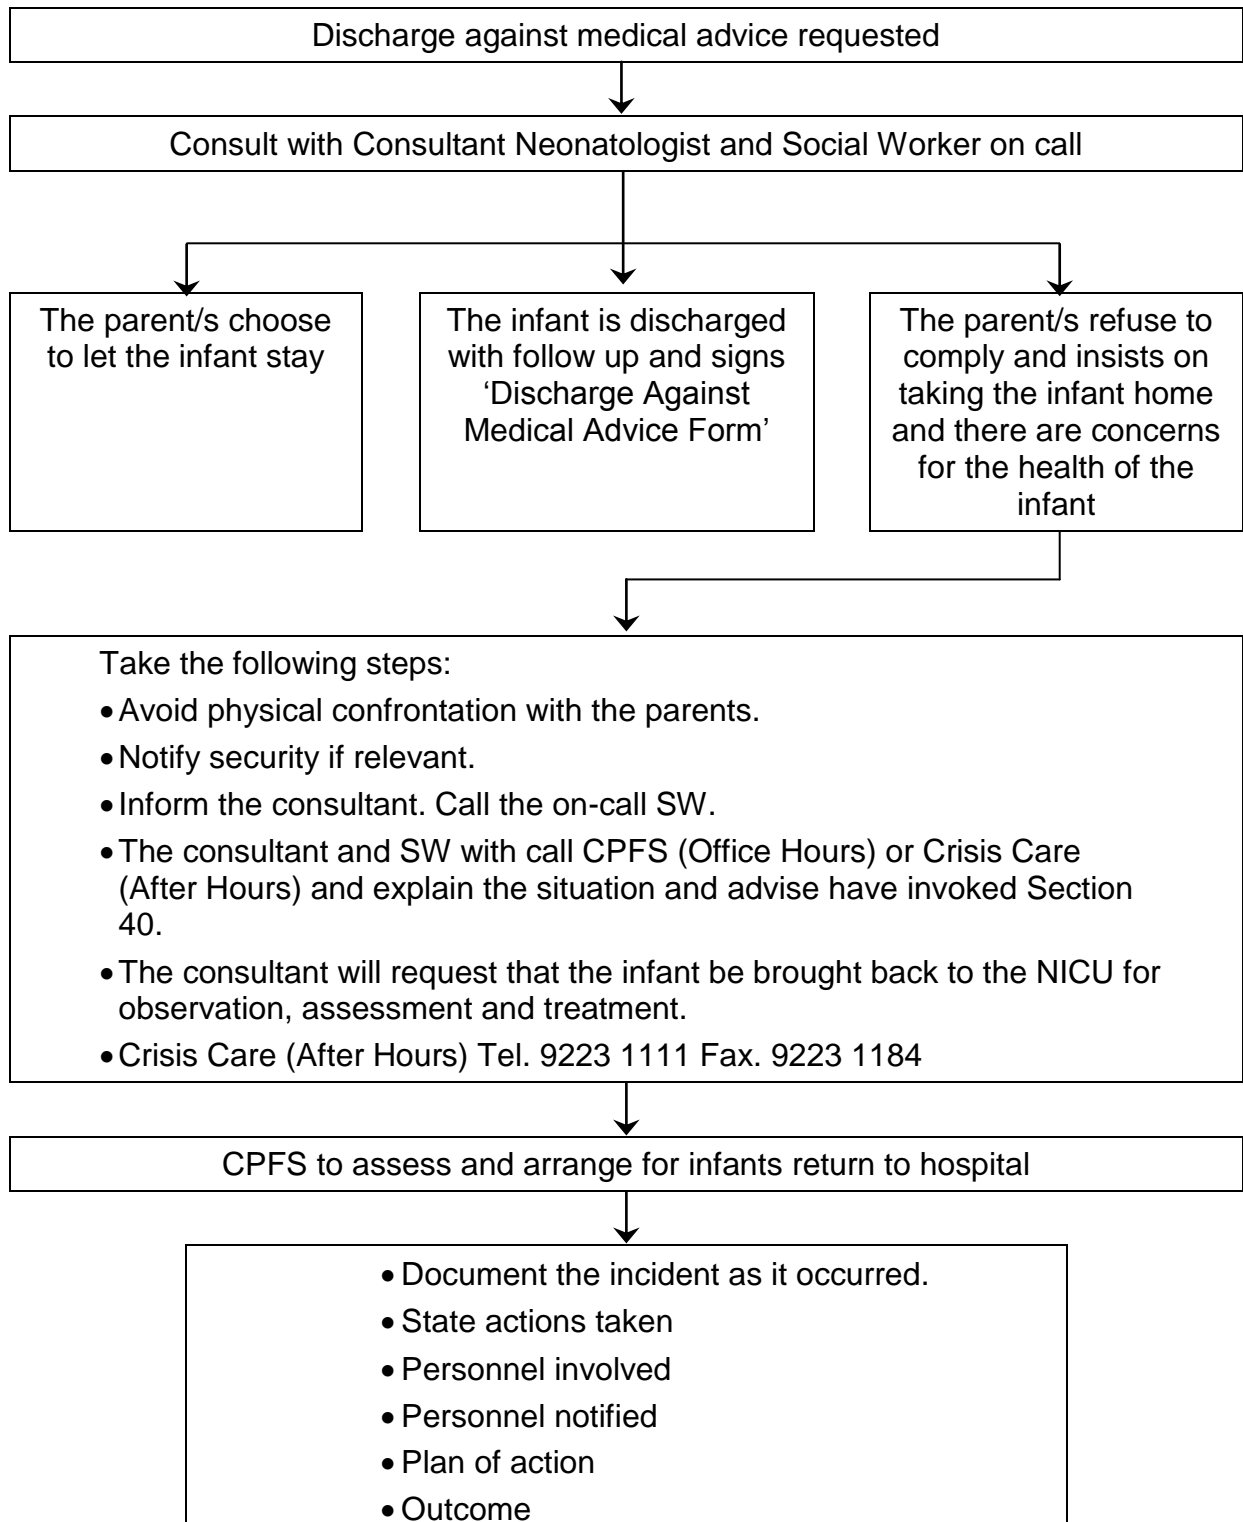 Discharge against medical advice requested
Consult with Consultant Neonatologist and Social Worker on call
The parent/s choose
to let the infant stay
The infant is discharged
with follow up and signs
‘Discharge Against
Medical Advice Form’
The parent/s refuse to
comply and insists on
taking the infant home
and there are concerns
for the health of the
infant
Take the following steps:
• Avoid physical confrontation with the parents.
• Notify security if relevant.
• Inform the consultant. Call the on-call SW.
• The consultant and SW with call CPFS (Office Hours) or Crisis Care
(After Hours) and explain the situation and advise have invoked Section
40.
• The consultant will request that the infant be brought back to the NICU for
observation, assessment and treatment.
• Crisis Care (After Hours) Tel. 9223 1111 Fax. 9223 1184
CPFS to assess and arrange for infants return to hospital
• Document the incident as it occurred.
• State actions taken
• Personnel involved
• Personnel notified
• Plan of action
• Outcome